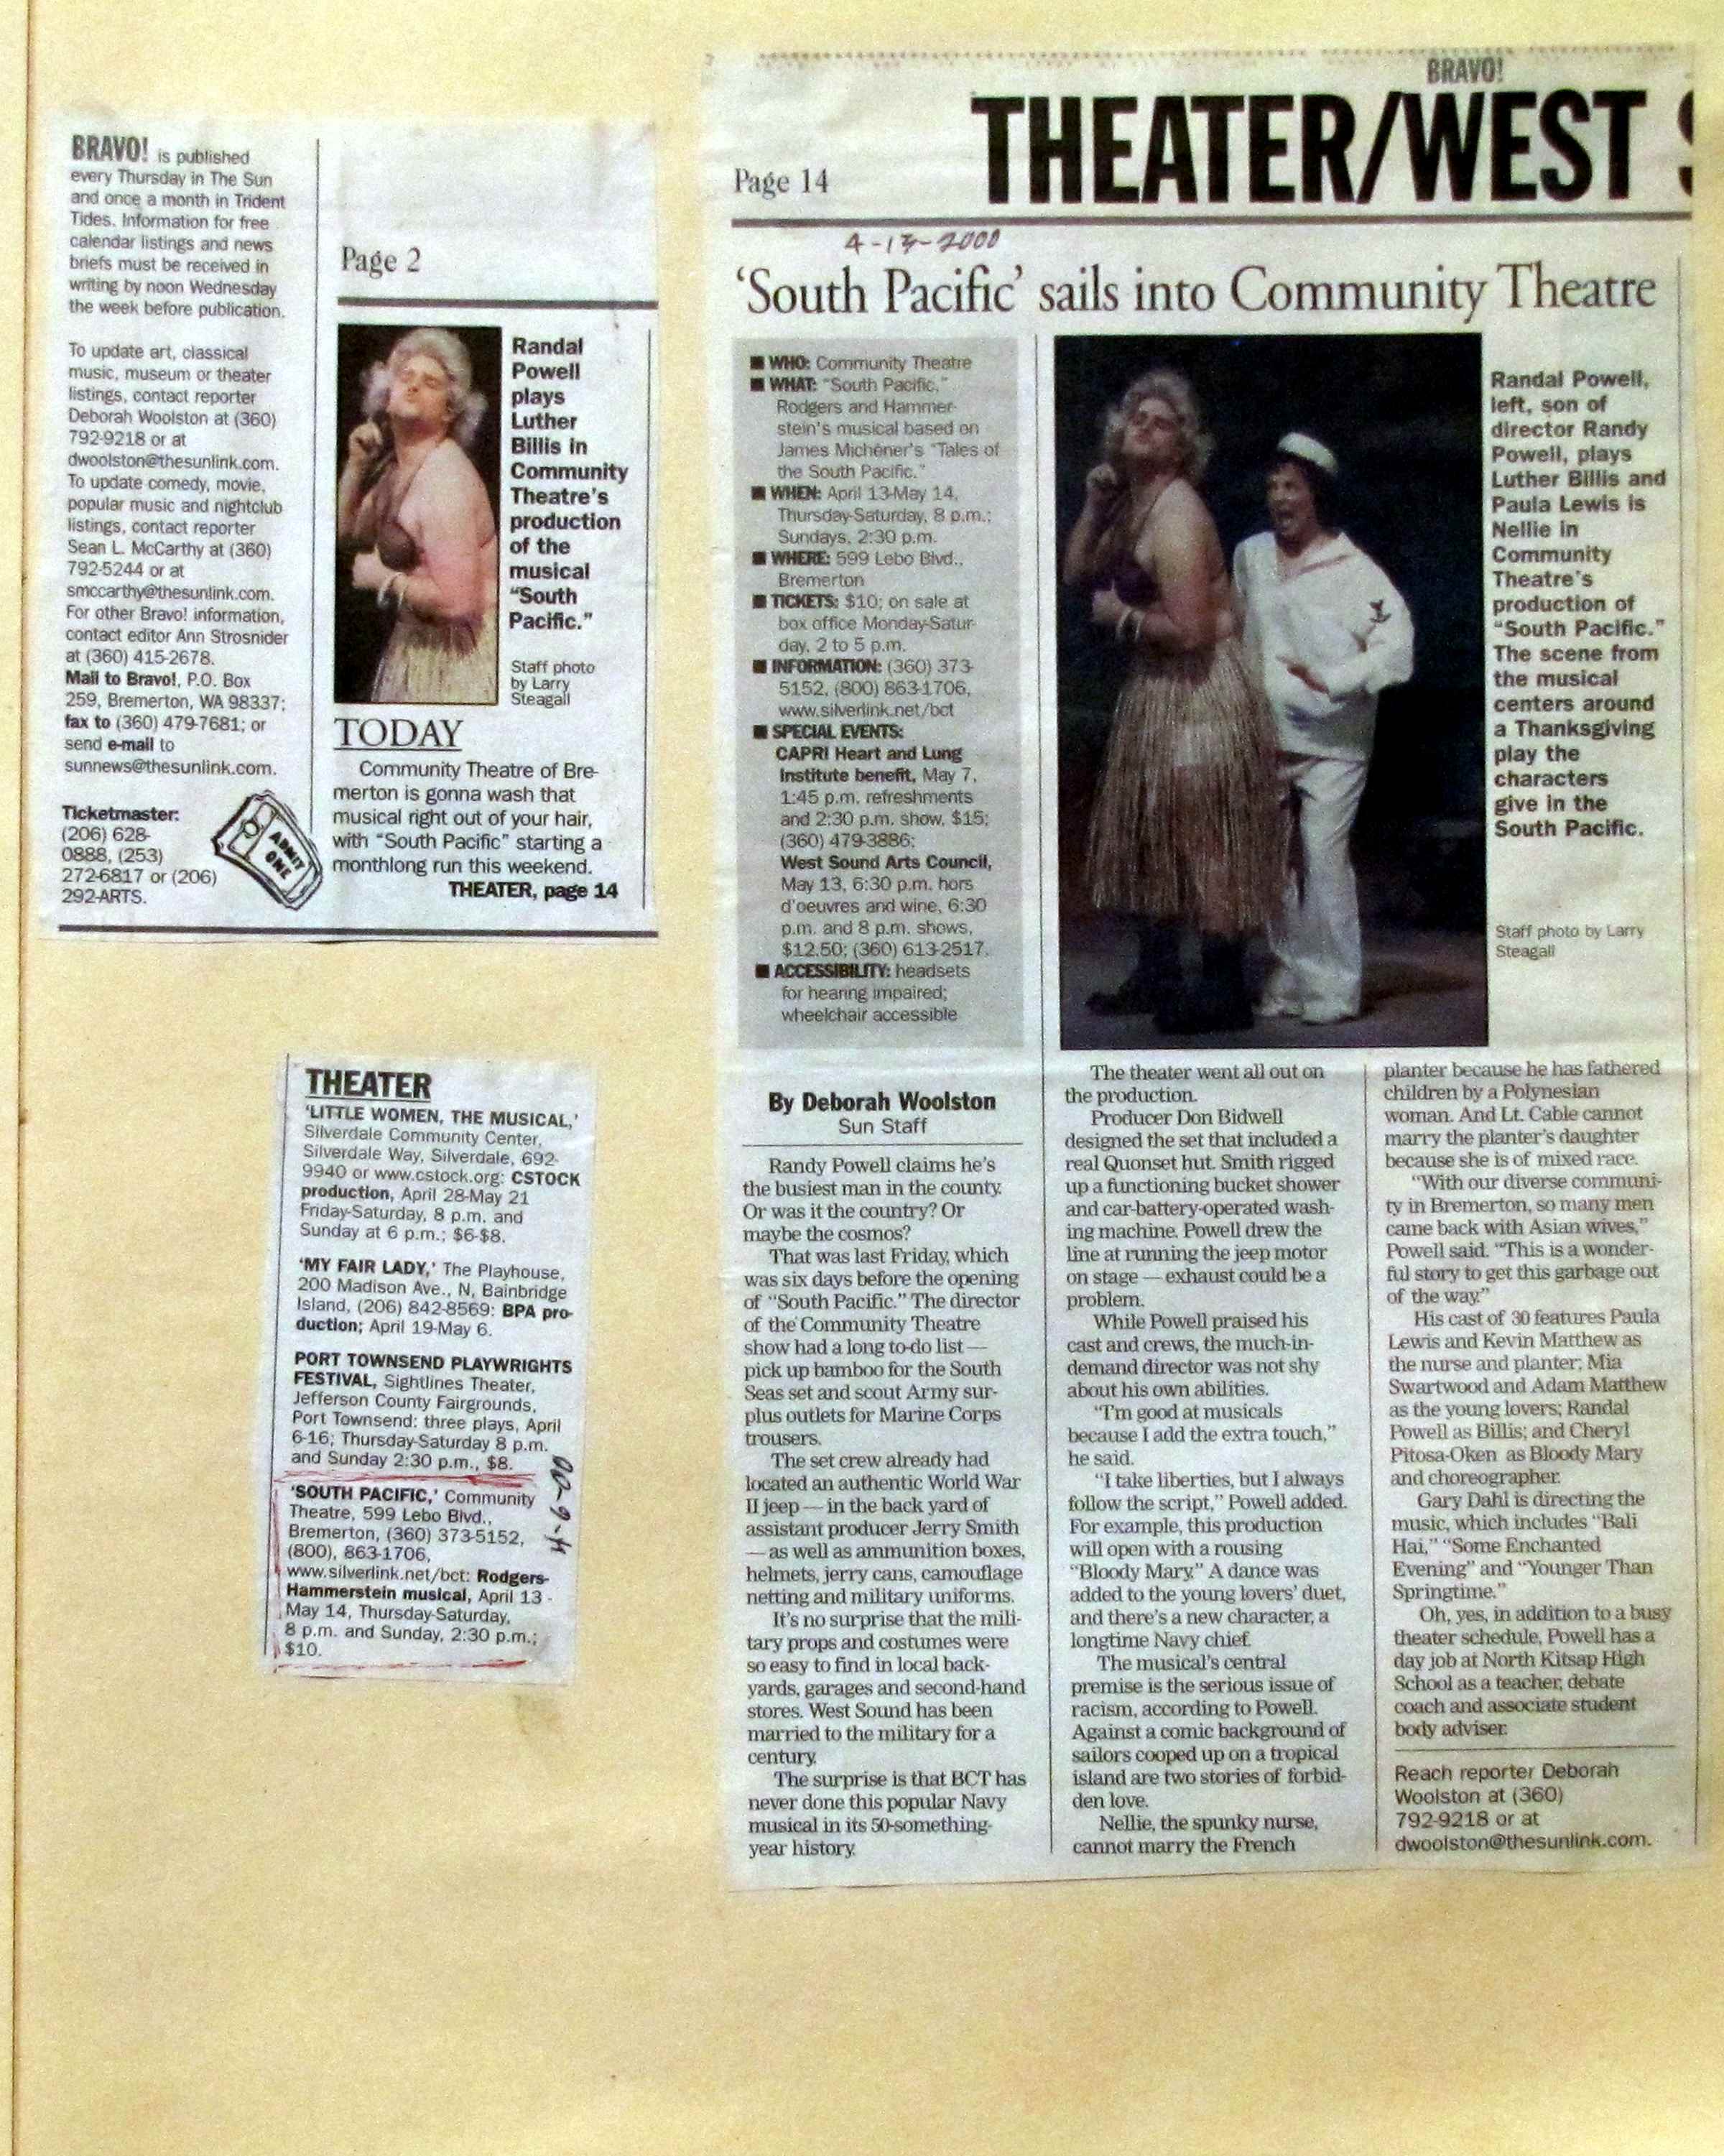 BRAVO! is published
every Thursday in The Sun
and once a month in Trident
Tides. Information for free
calendar listings and news
briefs must be received in
writing by noon Wednesday
the week before publication.
To update art, classical
music, museum or theater
listings, contact reporter
Deborah Woolston at (360)
792-9218 or at
dwoolston@thesunlink.com.
To update comedy, movie,
popular music and nightclub
listings, contact reporter
Sean L. McCarthy at (360)
792-5244 or at
smccarthy@thesunlink.com.
For other Bravo! information,
contact editor Ann Strosnider
at (360) 415-2678.
Mail to Bravo!, P.O. Box
259, Bremerton, WA 98337;
fax to (360) 479-7681; or
send e-mail to
sunnews@thesunlink.com.
Ticketmaster:
(206) 628-
0888, (253)
272-6817 or (206)
292-ARTS.
ADMIT
ONE
Page 2
Randal
Powell
plays
Luther
Billis in
Community
Theatre's
production
of the
musical
"South
Pacific."
Staff photo
by Larry
Steagall
TODAY
Community Theatre of Bre-
merton is gonna wash that
musical right out of your hair,
with "South Pacific" starting a
monthlong run this weekend.
THEATER, page 14
THEATER
'LITTLE WOMEN, THE MUSICAL,'
Silverdale Community Center,
Silverdale Way, Silverdale, 692-
9940 or www.cstock.org: CSTOCK
production, April 28-May 21
Friday-Saturday, 8 p.m. and
Sunday at 6 p.m.; $6-$8.
'MY FAIR LADY,' The Playhouse,
200 Madison Ave., N, Bainbridge
Island, (206) 842-8569: BPA pro-
duction; April 19-May 6.
PORT TOWNSEND PLAYWRIGHTS
FESTIVAL, Sightlines Theater,
Jefferson County Fairgrounds,
Port Townsend: three plays, April
6-16; Thursday-Saturday 8 p.m.
and Sunday 2:30 p.m., $8.
'SOUTH PACIFIC,' Community
Theatre, 599 Lebo Blvd.,
Bremerton, (360) 373-5152,
(800), 863-1706,
www.silverlink.net/bct: Rodgers-
Hammerstein musical, April 13 -
May 14, Thursday-Saturday,
8 p.m. and Sunday, 2:30 p.m.;
$10.
4-6-00
BRAVO!
Page 14
THEATER/WEST
4-13-2000
'South Pacific' sails into Community Theatre
■ WHO: Community Theatre
■ WHAT: "South Pacific,"
Rodgers and Hammer-
stein's musical based on
James Michener's "Tales of
the South Pacific."
■ WHEN: April 13-May 14,
Thursday-Saturday, 8 p.m.;
Sundays, 2:30 p.m.
■ WHERE: 599 Lebo Blvd.,
Bremerton
■ TICKETS: $10; on sale at
box office Monday-Satur-
day, 2 to 5 p.m.
■ INFORMATION: (360) 373-
5152, (800) 863-1706,
www.silverlink.net/bct
■ SPECIAL EVENTS:
CAPRI Heart and Lung
Institute benefit, May 7,
1:45 p.m. refreshments
and 2:30 p.m. show, $15;
(360) 479-3886;
West Sound Arts Council,
May 13, 6:30 p.m. hors
d'oeuvres and wine, 6:30
p.m. and 8 p.m. shows,
$12.50; (360) 613-2517.
■ ACCESSIBILITY: headsets
for hearing impaired;
wheelchair accessible
Randal Powell,
left, son of
director Randy
Powell, plays
Luther Billis and
Paula Lewis is
Nellie in
Community
Theatre's
production of
"South Pacific."
The scene from
the musical
centers around
a Thanksgiving
play the
characters
give in the
South Pacific.
Staff photo by Larry
Steagall
By Deborah Woolston
Sun Staff
Randy Powell claims he's
the busiest man in the county.
Or was it the country? Or
maybe the cosmos?
That was last Friday, which
was six days before the opening
of "South Pacific." The director
of the Community Theatre
show had a long to-do list —
pick up bamboo for the South
Seas set and scout Army sur-
plus outlets for Marine Corps
trousers.
The set crew already had
located an authentic World War
II jeep — in the back yard of
assistant producer Jerry Smith
— as well as ammunition boxes,
helmets, jerry cans, camouflage
netting and military uniforms.
It's no surprise that the mili-
tary props and costumes were
so easy to find in local back-
yards, garages and second-hand
stores. West Sound has been
married to the military for a
century.
The surprise is that BCT has
never done this popular Navy
musical in its 50-something-
year history.
The theater went all out on
the production.
Producer Don Bidwell
designed the set that included a
real Quonset hut. Smith rigged
up a functioning bucket shower
and car-battery-operated wash-
ing machine. Powell drew the
line at running the jeep motor
on stage — exhaust could be a
problem.
While Powell praised his
cast and crews, the much-in-
demand director was not shy
about his own abilities.
"I'm good at musicals
because I add the extra touch,"
he said.
"I take liberties, but I always
follow the script," Powell added.
For example, this production
will open with a rousing
"Bloody Mary." A dance was
added to the young lovers' duet,
and there's a new character, a
longtime Navy chief.
The musical's central
premise is the serious issue of
racism, according to Powell.
Against a comic background of
sailors cooped up on a tropical
island are two stories of forbid-
den love.
Nellie, the spunky nurse,
cannot marry the French
planter because he has fathered
children by a Polynesian
woman. And Lt. Cable cannot
marry the planter's daughter
because she is of mixed race.
"With our diverse communi-
ty in Bremerton, so many men
came back with Asian wives,"
Powell said. "This is a wonder-
ful story to get this garbage out
of the way."
His cast of 30 features Paula
Lewis and Kevin Matthew as
the nurse and planter; Mia
Swartwood and Adam Matthew
as the young lovers; Randal
Powell as Billis; and Cheryl
Pitosa-Oken as Bloody Mary
and choreographer.
Gary Dahl is directing the
music, which includes "Bali
Hai," "Some Enchanted
Evening" and "Younger Than
Springtime."
Oh, yes, in addition to a busy
theater schedule, Powell has a
day job at North Kitsap High
School as a teacher, debate
coach and associate student
body adviser.
Reach reporter Deborah
Woolston at (360)
792-9218 or at
dwoolston@thesunlink.com.